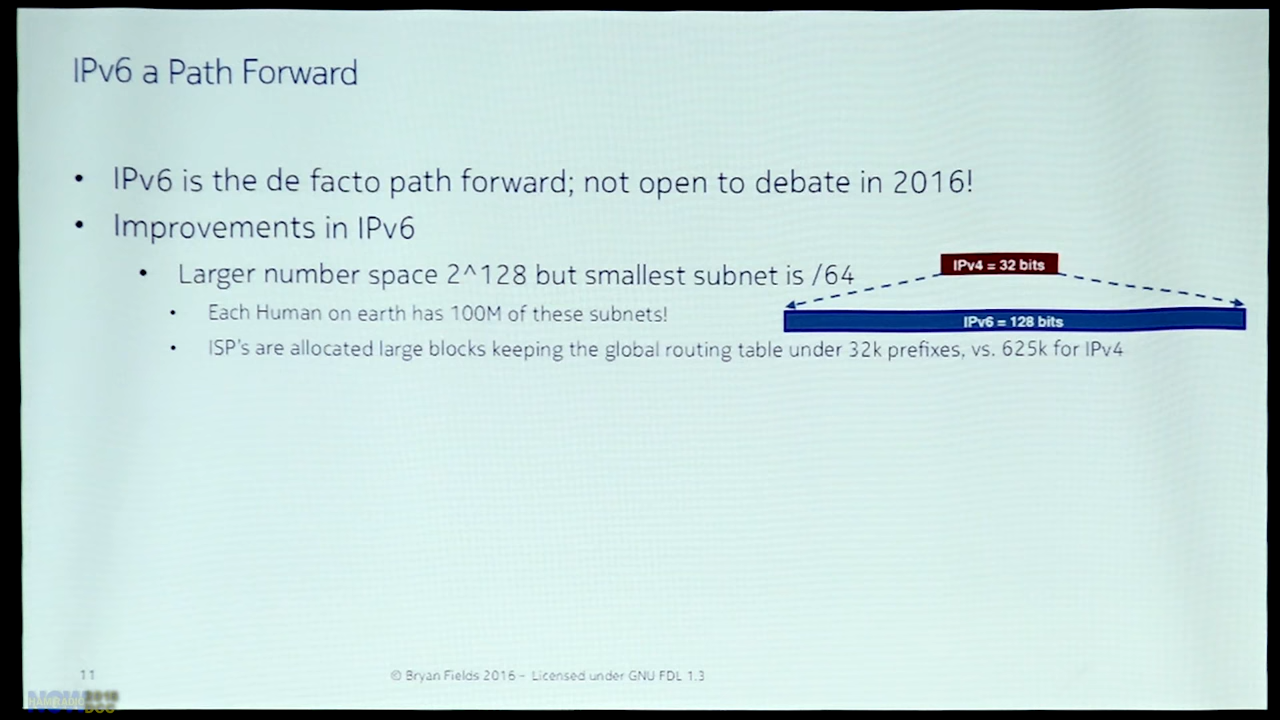 IPv6 a Path Forward
• IPv6 is the de facto path forward; not open to debate in 2016!
• Improvements in IPv6
• Larger number space 2^128 but smallest subnet is /64
IPv4 = 32 bits
• Each Human on earth has 100M of these subnets!
IPv6 = 128 bits
• ISP's are allocated large blocks keeping the global routing table under 32k prefixes, vs. 625k for IPv4
11
© Bryan Fields 2016 – Licensed under GNU FDL 1.3